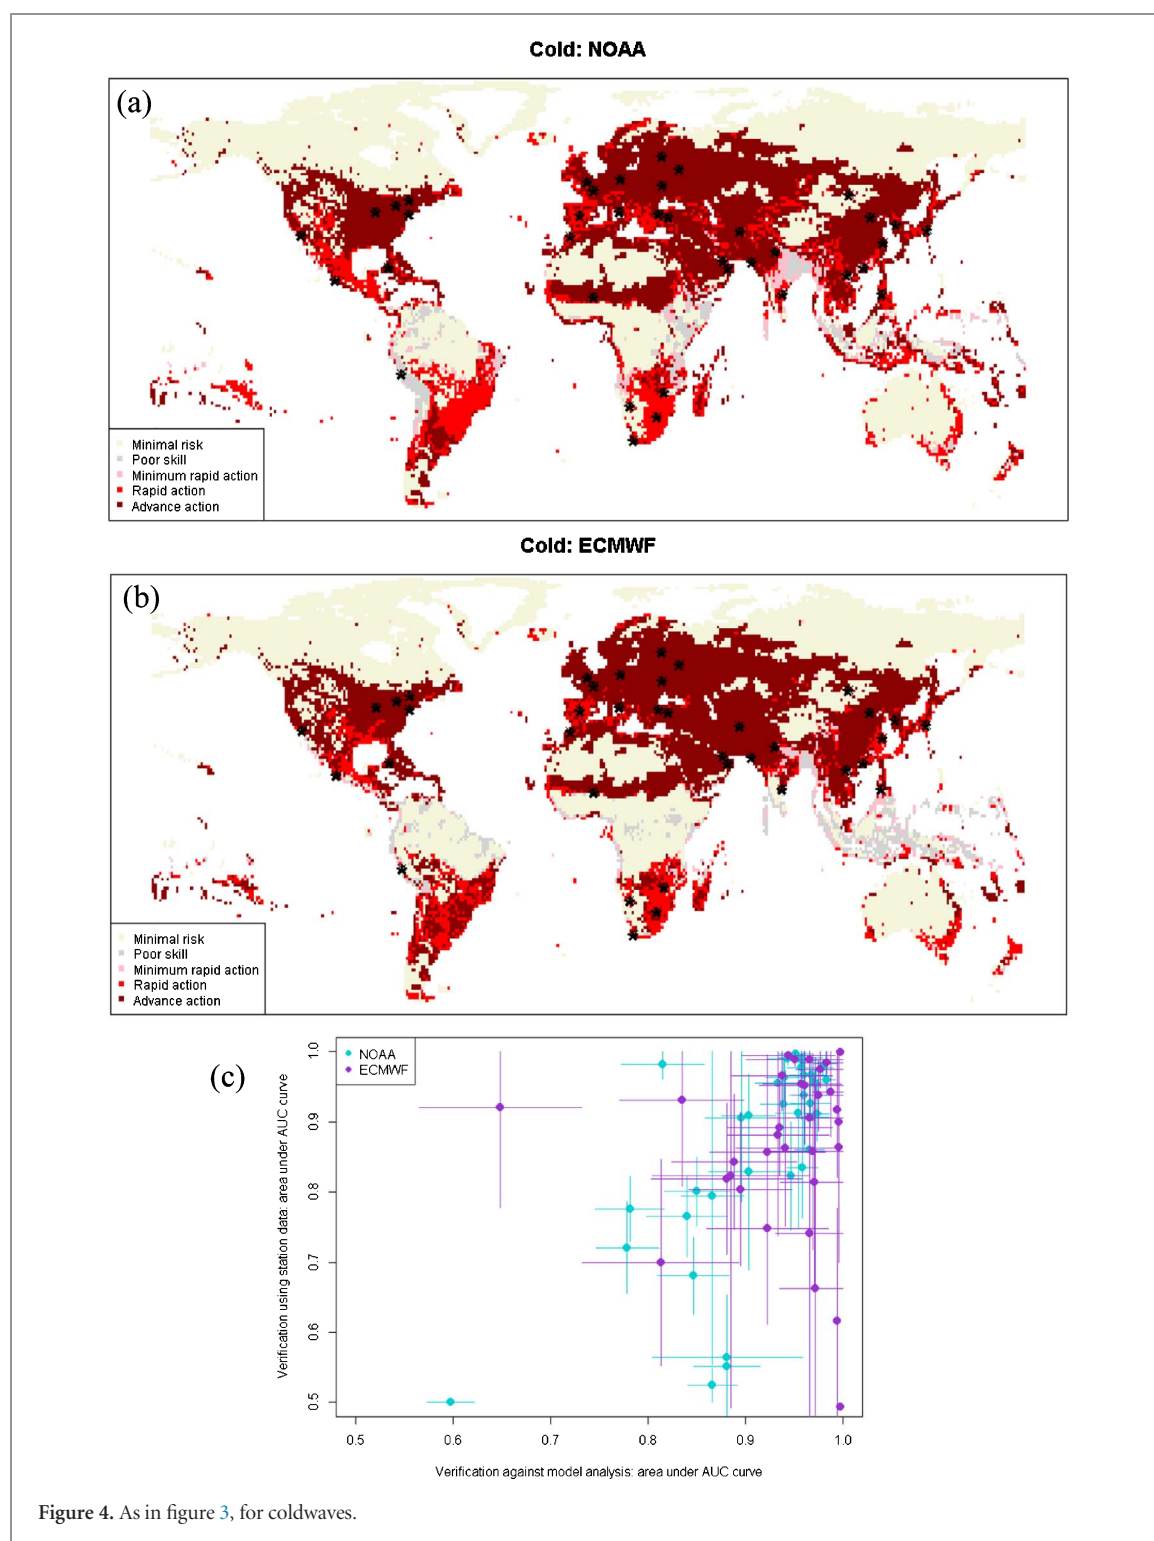 Cold: NOAA
(a)
Minimal risk
Poor skill
Minimum rapid action
Rapid action
Advance action
Cold: ECMWF
(b)
Minimal risk
Poor skill
Minimum rapid action
Rapid action
Advance action
(c)
NOAA
ECMWF
Verification using station data: area under AUC curve
1.0
0.9
0.8
0.7
0.6
0.5
0.5 0.6 0.7 0.8 0.9 1.0
Verification against model analysis: area under AUC curve
Figure 4. As in figure 3, for coldwaves.